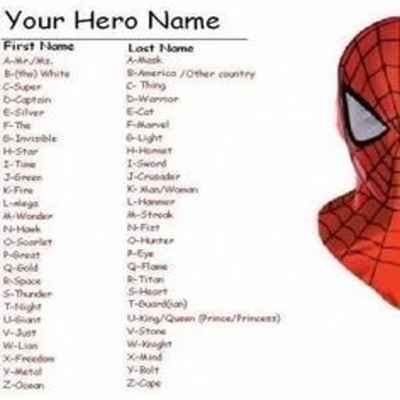 Your Hero Name
First Name Last Name
A-Mr./Ms. A-Mask
B-(the) White B-America /Other country
C-Super C- Thing
D-Captain D-Warrior
E-Silver E-Cat
F-The F-Marvel
G-Invisible G-Light
H-Star H-Hornet
I-Time I-Sword
J-Green J-Crusader
K-Fire K- Man/Woman
L-Mega L-Hammer
M-Wonder M-Streak
N-Hawk N-Fist
O-Scarlet O-Hunter
P-Great P-Eye
Q-Gold Q-Flame
R-Space R-Titan
S-Thunder S-Heart
T-Night T-Guard(ian)
U-Giant U-King/Queen (Prince/Princess)
V-Just V-Stone
W-Lion W-Knight
X-Freedom X-Mind
Y-Metal Y-Bolt
Z-Ocean Z-Cape